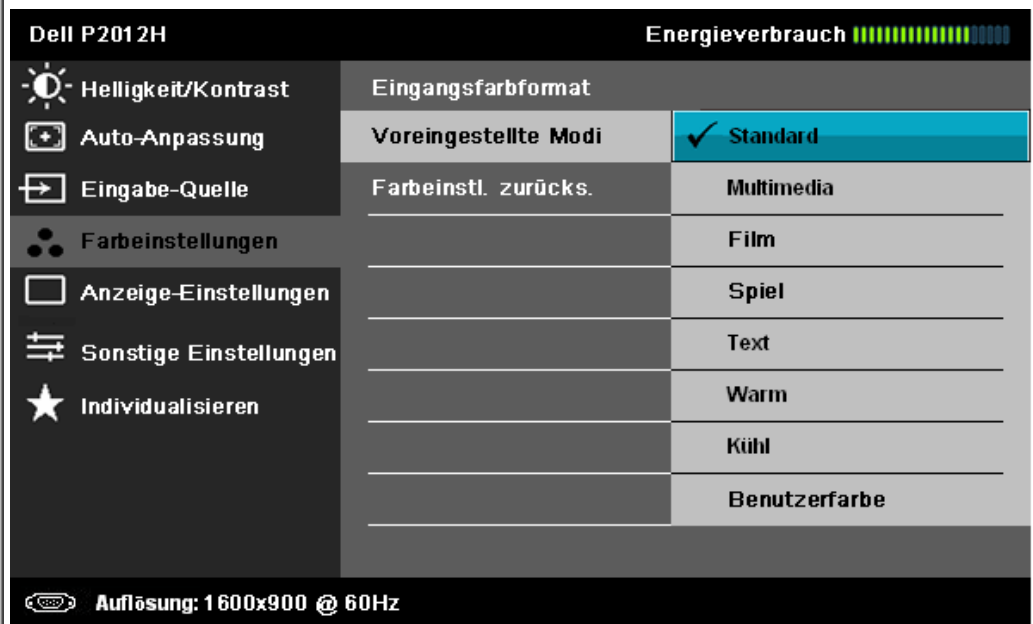 Dell P2012H
Energieverbrauch
Helligkeit/Kontrast
Auto-Anpassung
Eingabe-Quelle
Farbeinstellungen
Anzeige-Einstellungen
Sonstige Einstellungen
Individualisieren
Eingangsfarbformat
Voreingestellte Modi
Farbeinstl. zurücks.
Standard
Multimedia
Film
Spiel
Text
Warm
Kühl
Benutzerfarbe
Auflösung: 1600x900 @ 60Hz